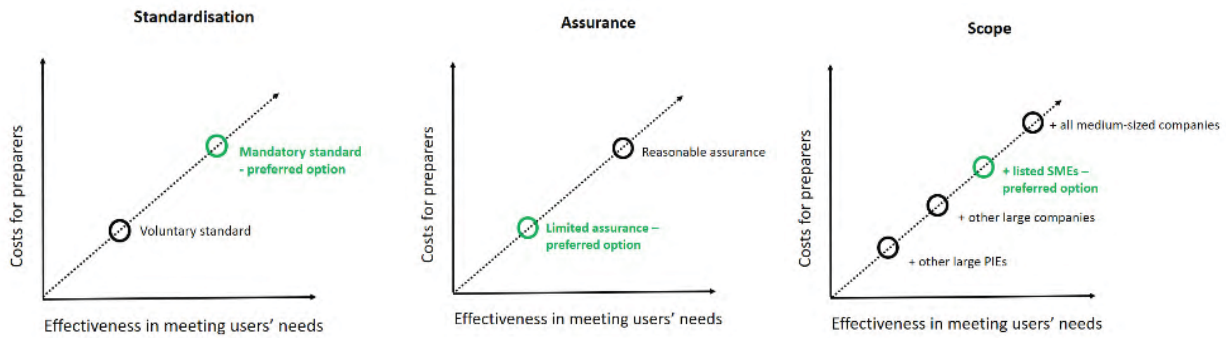 Standardisation
Costs for preparers
Mandatory standard
- preferred option
Voluntary standard
Effectiveness in meeting users' needs
Assurance
Costs for preparers
Reasonable assurance
Limited assurance –
preferred option
Effectiveness in meeting users' needs
Scope
Costs for preparers
+ all medium-sized companies
+ listed SMEs –
preferred option
+ other large companies
+ other large PIEs
Effectiveness in meeting users' needs